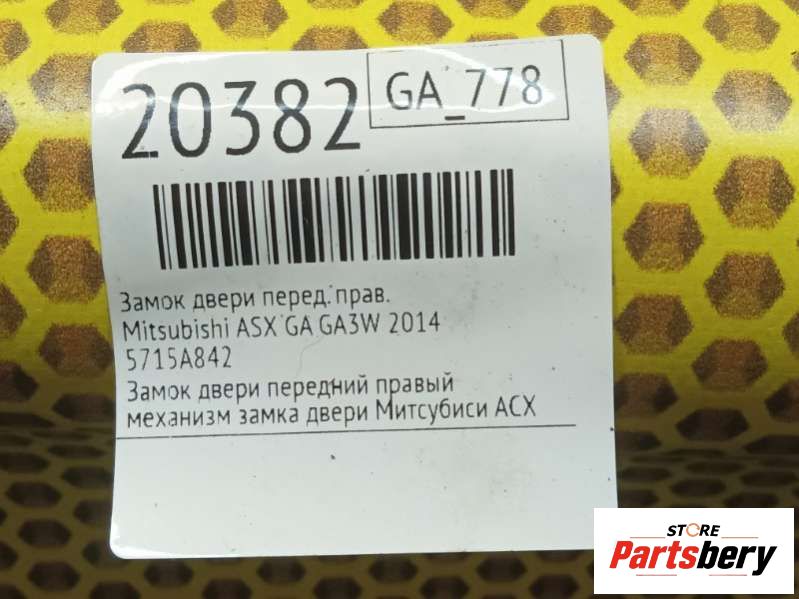 20382
GA_778
Замок двери перед. прав.
Mitsubishi ASX GA GA3W 2014
5715A842
Замок двери передний правый
механизм замка двери Митсубиси АСХ
STORE
Partsbery